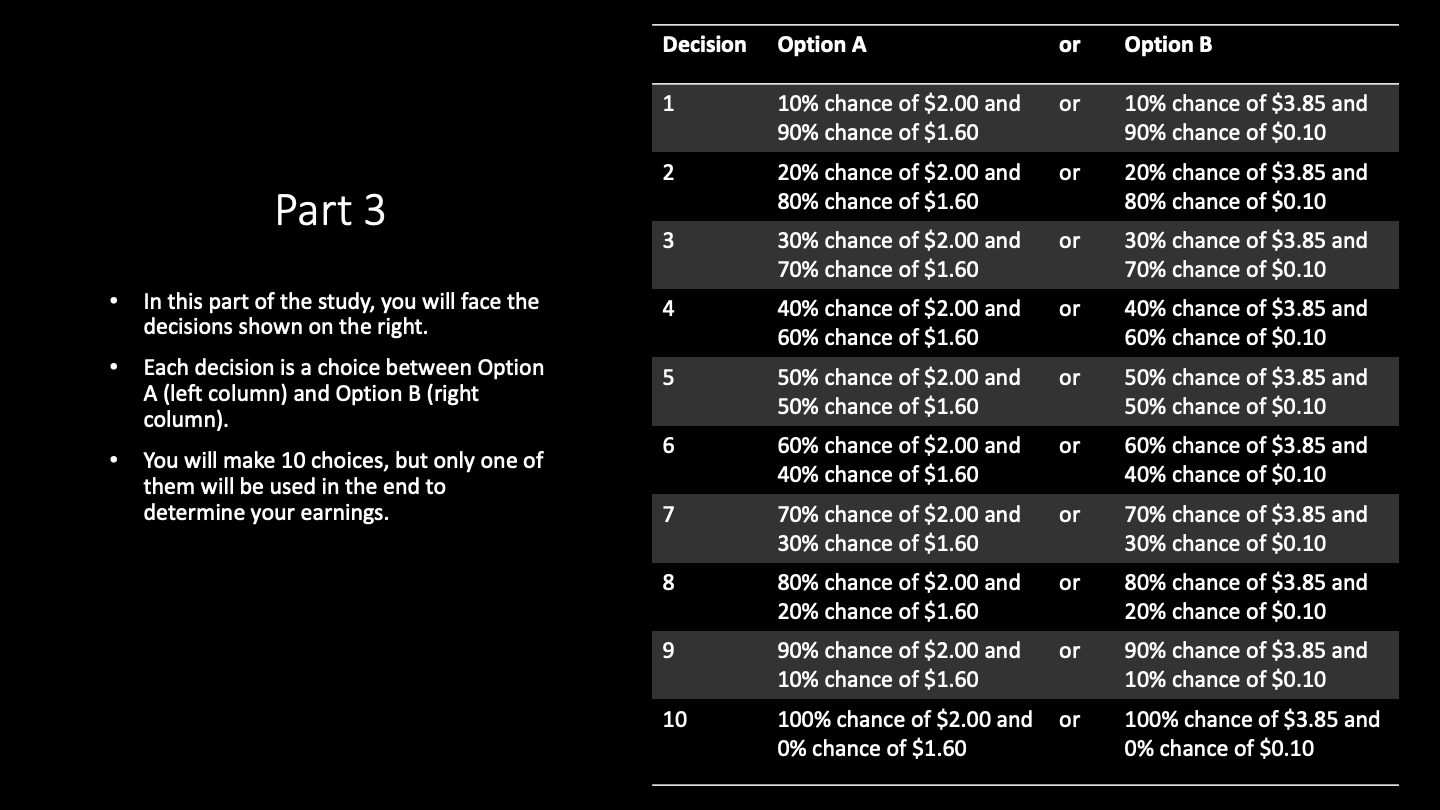 Part 3
• In this part of the study, you will face the
decisions shown on the right.
• Each decision is a choice between Option
A (left column) and Option B (right
column).
• You will make 10 choices, but only one of
them will be used in the end to
determine your earnings.
Decision Option A or Option B
1 10% chance of $2.00 and or 10% chance of $3.85 and
90% chance of $1.60 90% chance of $0.10
2 20% chance of $2.00 and or 20% chance of $3.85 and
80% chance of $1.60 80% chance of $0.10
3 30% chance of $2.00 and or 30% chance of $3.85 and
70% chance of $1.60 70% chance of $0.10
4 40% chance of $2.00 and or 40% chance of $3.85 and
60% chance of $1.60 60% chance of $0.10
5 50% chance of $2.00 and or 50% chance of $3.85 and
50% chance of $1.60 50% chance of $0.10
6 60% chance of $2.00 and or 60% chance of $3.85 and
40% chance of $1.60 40% chance of $0.10
7 70% chance of $2.00 and or 70% chance of $3.85 and
30% chance of $1.60 30% chance of $0.10
8 80% chance of $2.00 and or 80% chance of $3.85 and
20% chance of $1.60 20% chance of $0.10
9 90% chance of $2.00 and or 90% chance of $3.85 and
10% chance of $1.60 10% chance of $0.10
10 100% chance of $2.00 and or 100% chance of $3.85 and
0% chance of $1.60 0% chance of $0.10